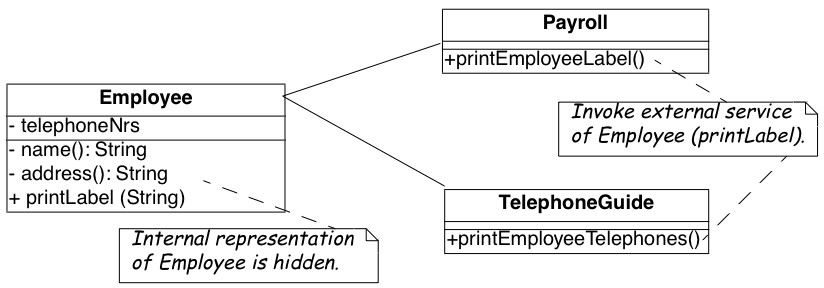 Payroll
+printEmployeeLabel()
Employee
- telephoneNrs
- name(): String
- address(): String
+ printLabel (String)
Invoke external service
of Employee (printLabel).
TelephoneGuide
+printEmployeeTelephones()
Internal representation
of Employee is hidden.